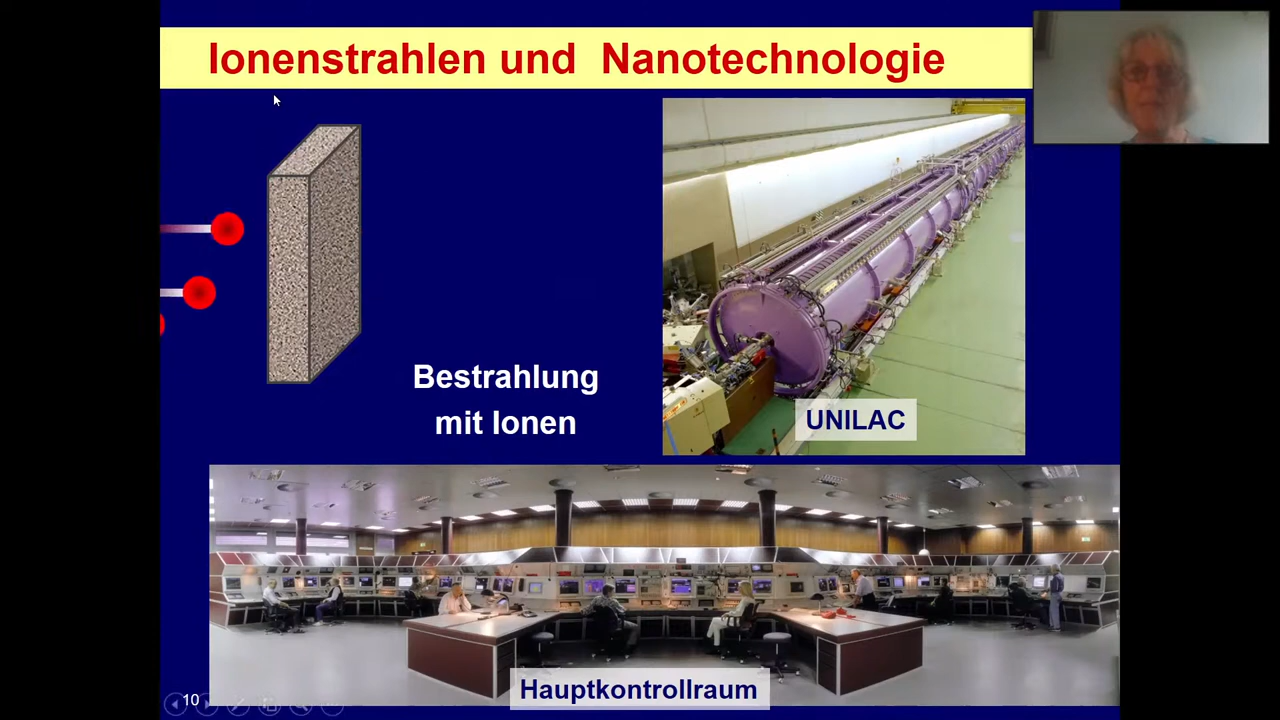 Ionenstrahlen und Nanotechnologie
Bestrahlung
mit Ionen
UNILAC
Hauptkontrollraum
10